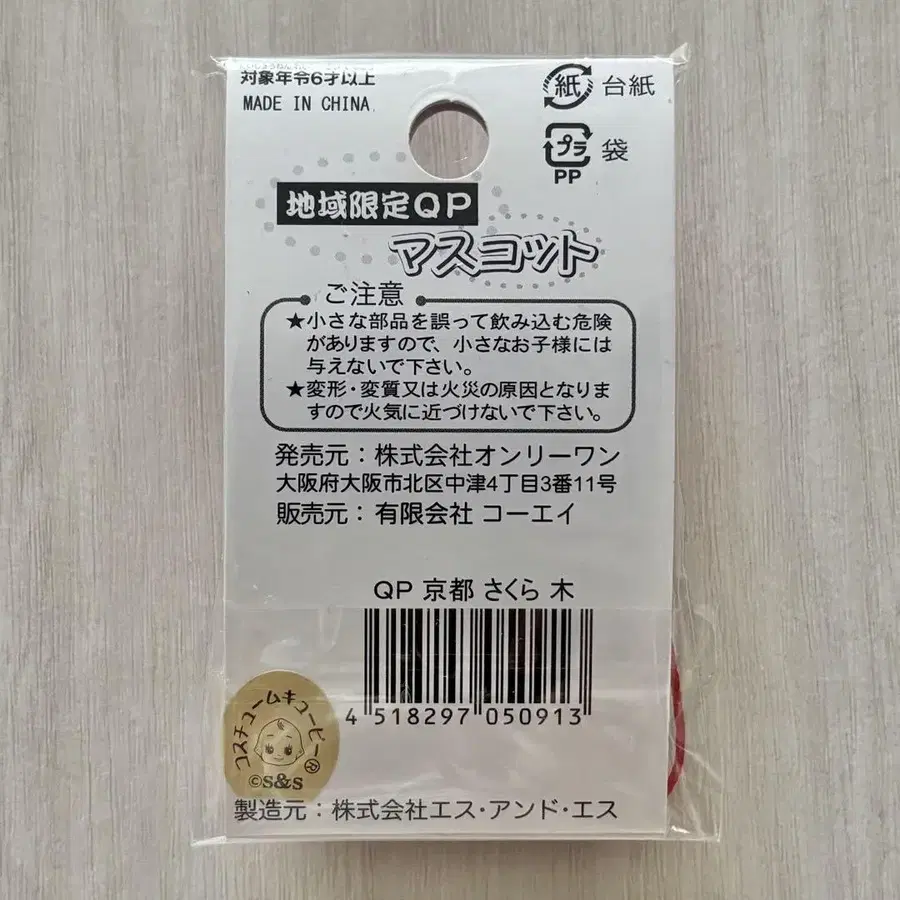 対象年令6才以上
MADE IN CHINA
紙 台紙
プラ 袋
PP
地域限定QP
マスコット
ご注意
★小さな部品を誤って飲み込む危険
がありますので、小さなお子様には
与えないで下さい。
★変形・変質又は火災の原因となりま
すので火気に近づけないで下さい。
発売元：株式会社オンリーワン
大阪府大阪市北区中津4丁目3番11号
販売元：有限会社 コーエイ
QP 京都 さくら 木
4 518297 050913
コスチュームキューピー®
©S&S
製造元：株式会社エス・アンド・エス